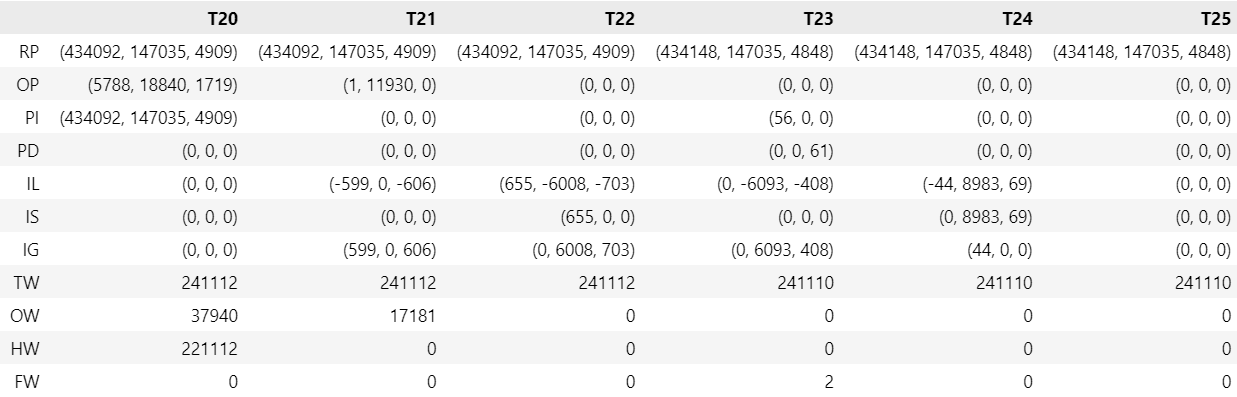 T20 T21 T22 T23 T24 T25
RP (434092, 147035, 4909) (434092, 147035, 4909) (434092, 147035, 4909) (434148, 147035, 4848) (434148, 147035, 4848) (434148, 147035, 4848)
OP (5788, 18840, 1719) (1, 11930, 0) (0, 0, 0) (0, 0, 0) (0, 0, 0) (0, 0, 0)
PI (434092, 147035, 4909) (0, 0, 0) (0, 0, 0) (56, 0, 0) (0, 0, 0) (0, 0, 0)
PD (0, 0, 0) (0, 0, 0) (0, 0, 0) (0, 0, 61) (0, 0, 0) (0, 0, 0)
IL (0, 0, 0) (-599, 0, -606) (655, -6008, -703) (0, -6093, -408) (-44, 8983, 69) (0, 0, 0)
IS (0, 0, 0) (0, 0, 0) (655, 0, 0) (0, 0, 0) (0, 8983, 69) (0, 0, 0)
IG (0, 0, 0) (599, 0, 606) (0, 6008, 703) (0, 6093, 408) (44, 0, 0) (0, 0, 0)
TW 241112 241112 241112 241110 241110 241110
OW 37940 17181 0 0 0 0
HW 221112 0 0 0 0 0
FW 0 0 0 2 0 0